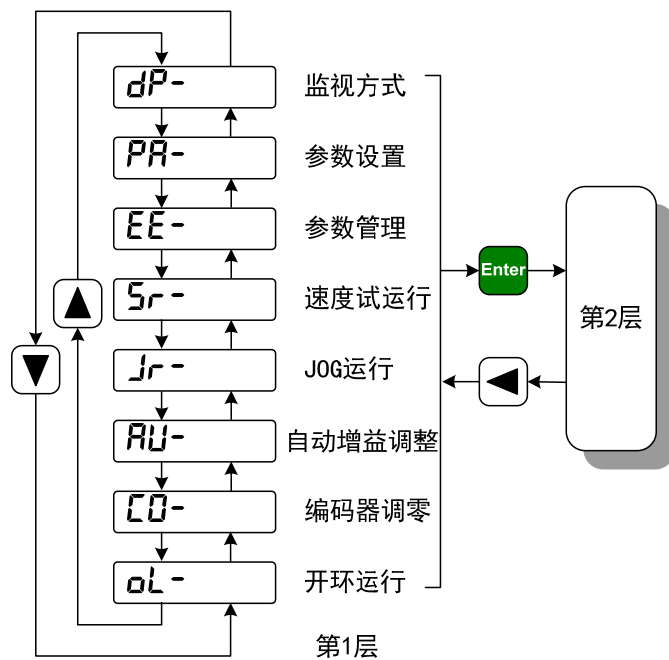 dP-
监视方式
PA-
参数设置
EE-
参数管理
Sr-
速度试运行
Jr-
JOG运行
AU-
自动增益调整
CO-
编码器调零
oL-
开环运行
第1层
Enter
第2层